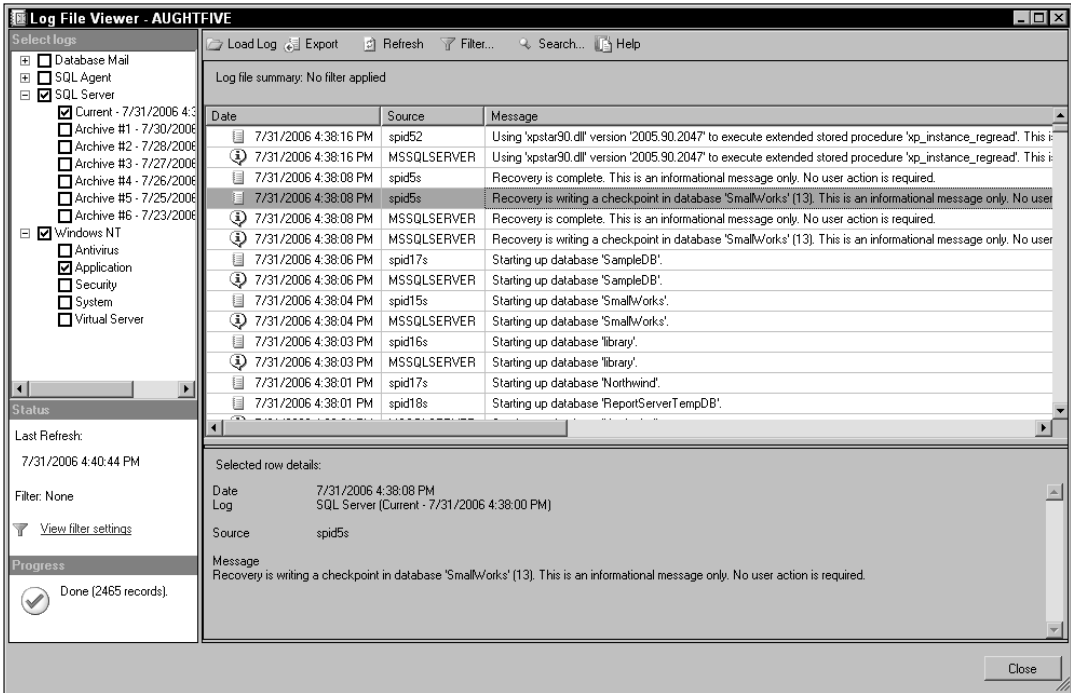 Log File Viewer - AUGHTFIVE
Select logs
Database Mail
SQL Agent
SQL Server
Current - 7/31/2006 4:3
Archive #1 - 7/30/2006
Archive #2 - 7/28/2006
Archive #3 - 7/27/2006
Archive #4 - 7/26/2006
Archive #5 - 7/25/2006
Archive #6 - 7/23/2006
Windows NT
Antivirus
Application
Security
System
Virtual Server
Status
Last Refresh:
7/31/2006 4:40:44 PM
Filter: None
View filter settings
Progress
Done (2465 records).
Load Log Export Refresh Filter... Search... Help
Log file summary: No filter applied
Date Source Message
7/31/2006 4:38:16 PM spid52 Using 'xpstar90.dll' version '2005.90.2047' to execute extended stored procedure 'xp_instance_regread'. This i
7/31/2006 4:38:16 PM MSSQLSERVER Using 'xpstar90.dll' version '2005.90.2047' to execute extended stored procedure 'xp_instance_regread'. This i
7/31/2006 4:38:08 PM spid5s Recovery is complete. This is an informational message only. No user action is required.
7/31/2006 4:38:08 PM spid5s Recovery is writing a checkpoint in database 'SmallWorks' (13). This is an informational message only. No user
7/31/2006 4:38:08 PM MSSQLSERVER Recovery is complete. This is an informational message only. No user action is required.
7/31/2006 4:38:08 PM MSSQLSERVER Recovery is writing a checkpoint in database 'SmallWorks' (13). This is an informational message only. No user
7/31/2006 4:38:06 PM spid17s Starting up database 'SampleDB'.
7/31/2006 4:38:06 PM MSSQLSERVER Starting up database 'SampleDB'.
7/31/2006 4:38:04 PM spid15s Starting up database 'SmallWorks'.
7/31/2006 4:38:04 PM MSSQLSERVER Starting up database 'SmallWorks'.
7/31/2006 4:38:03 PM spid16s Starting up database 'library'.
7/31/2006 4:38:03 PM MSSQLSERVER Starting up database 'library'.
7/31/2006 4:38:01 PM spid17s Starting up database 'Northwind'.
7/31/2006 4:38:01 PM spid18s Starting up database 'ReportServerTempDB'.
Selected row details:
Date 7/31/2006 4:38:08 PM
Log SQL Server (Current - 7/31/2006 4:38:00 PM)
Source spid5s
Message
Recovery is writing a checkpoint in database 'SmallWorks' (13). This is an informational message only. No user action is required.
Close